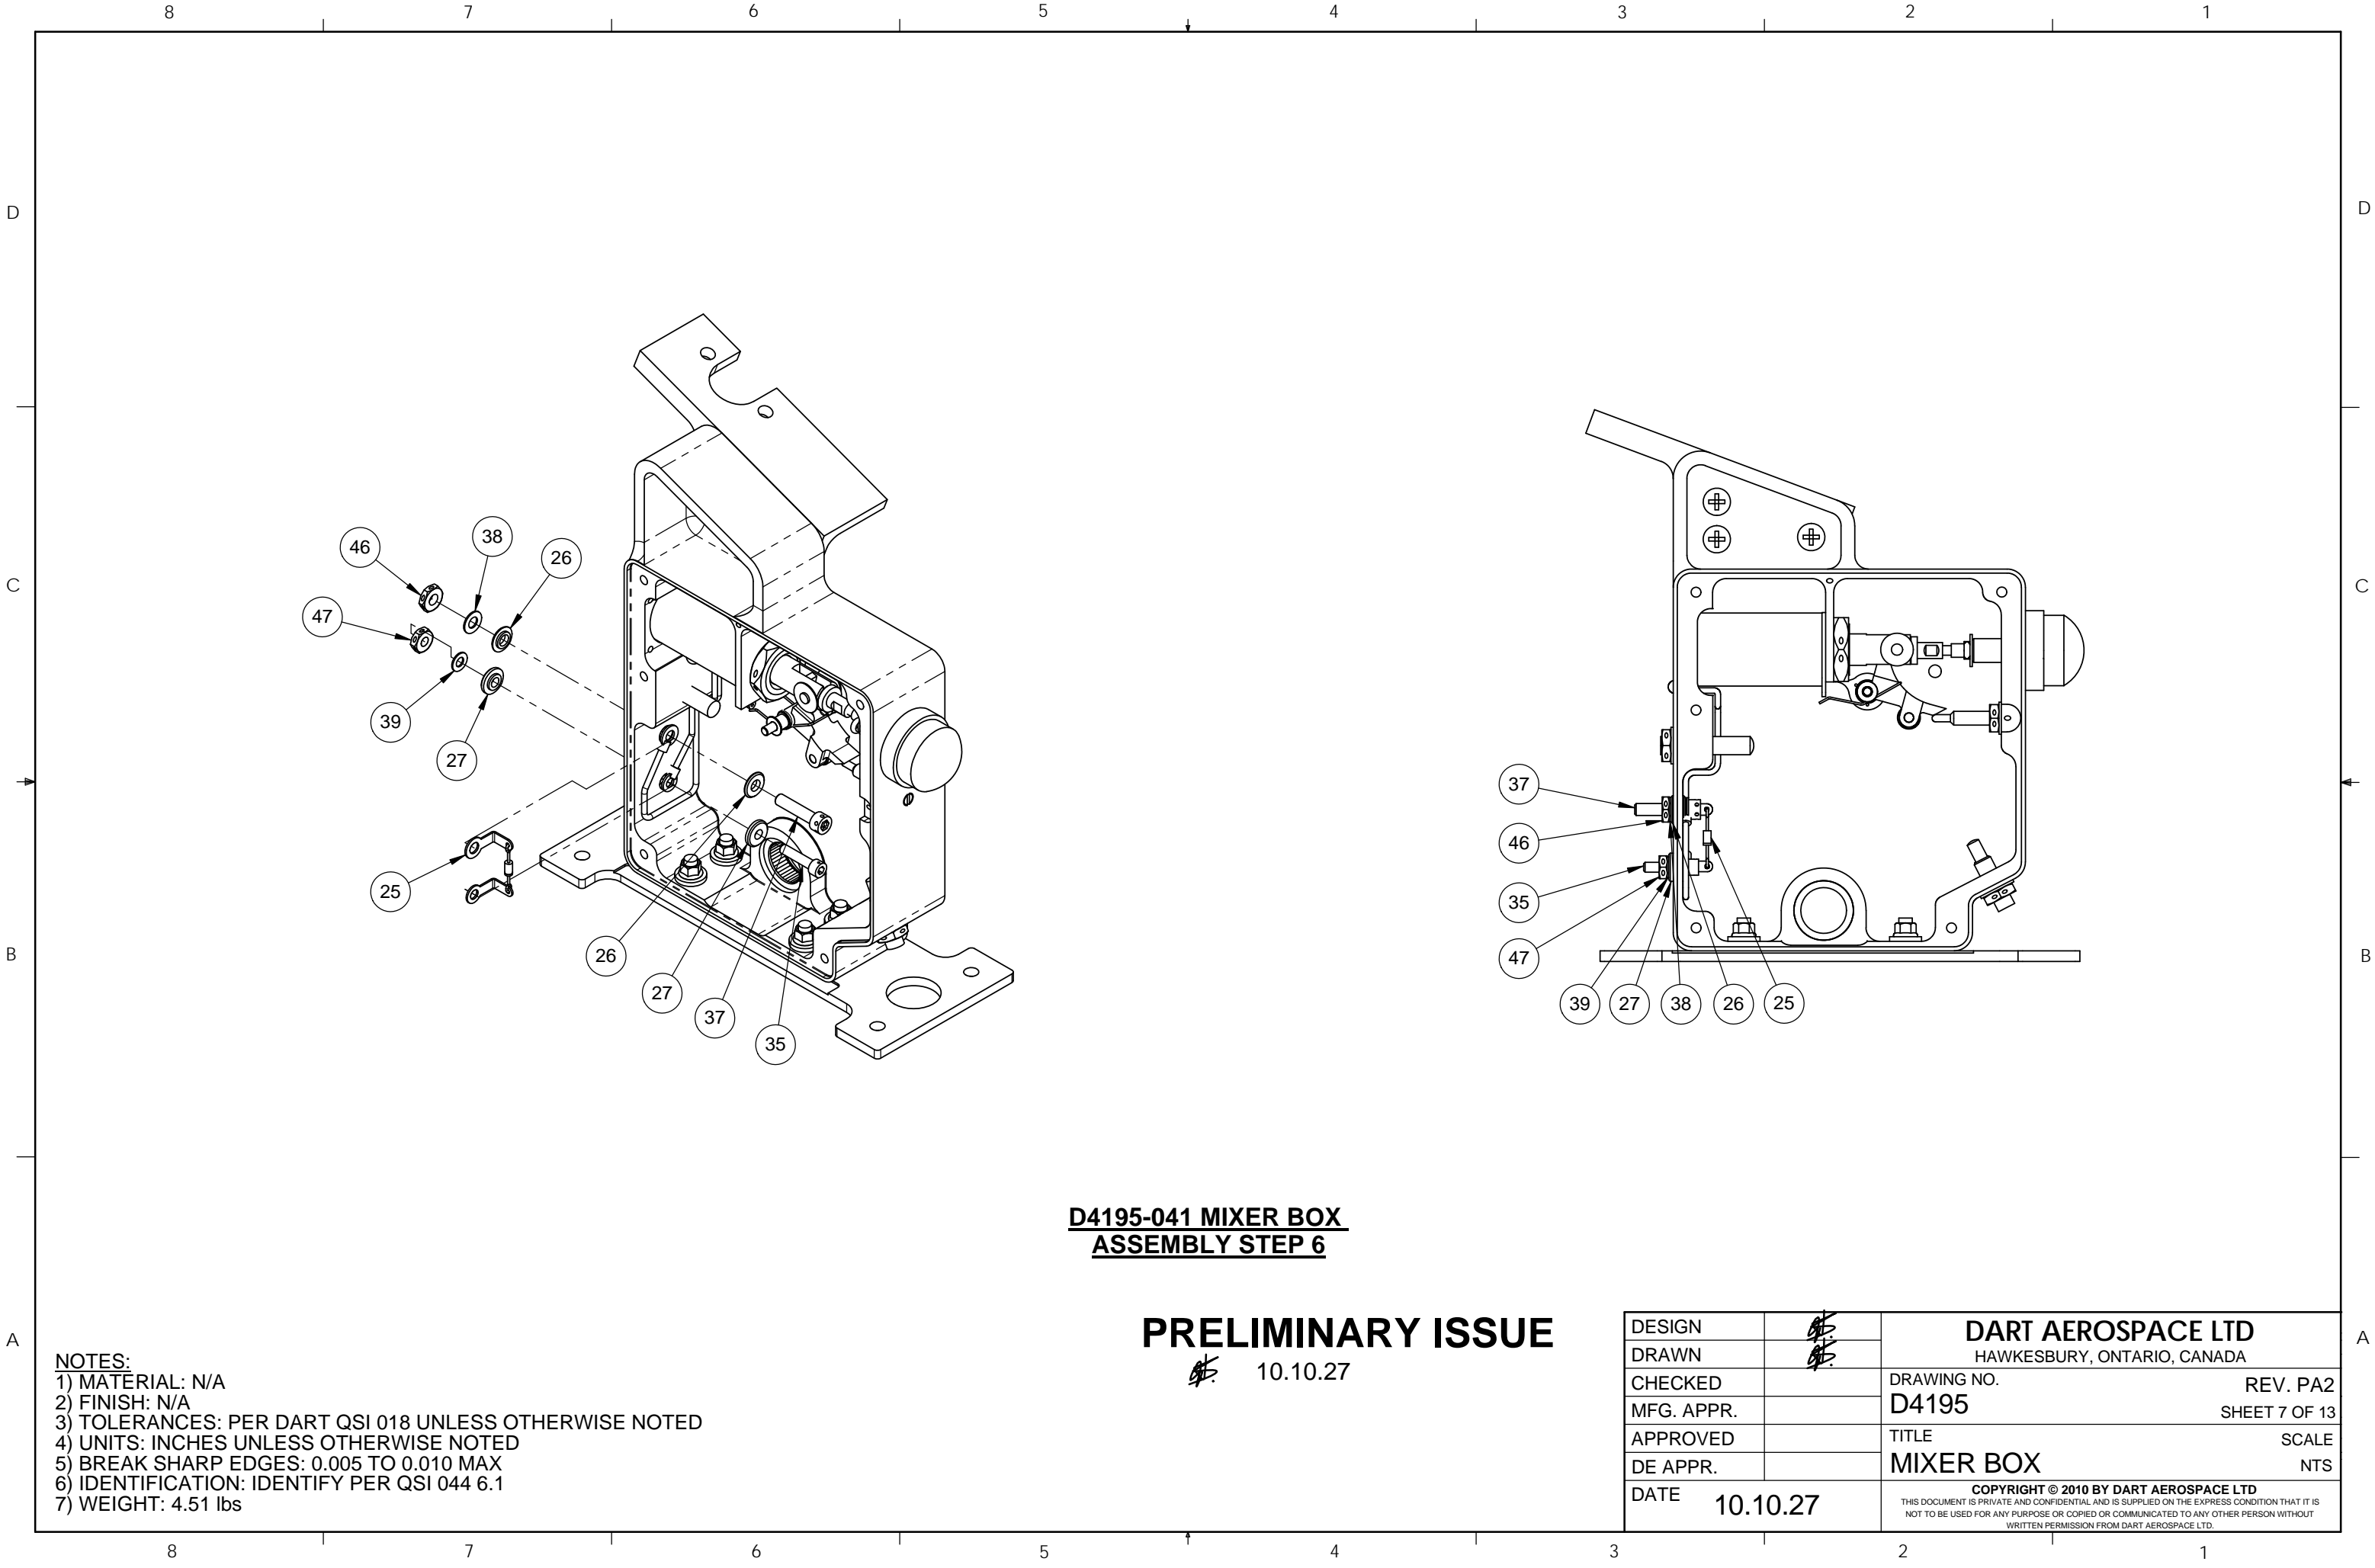 8 7 6 5 4 3 2 1
D D
C C
B B
A A
46
38
26
47
39
27
25
26
27
37
35
37
46
35
47
39 27 38 26 25
D4195-041 MIXER BOX
ASSEMBLY STEP 6
PRELIMINARY ISSUE
10.10.27
NOTES:
1) MATERIAL: N/A
2) FINISH: N/A
3) TOLERANCES: PER DART QSI 018 UNLESS OTHERWISE NOTED
4) UNITS: INCHES UNLESS OTHERWISE NOTED
5) BREAK SHARP EDGES: 0.005 TO 0.010 MAX
6) IDENTIFICATION: IDENTIFY PER QSI 044 6.1
7) WEIGHT: 4.51 lbs
DESIGN
DRAWN
CHECKED
MFG. APPR.
APPROVED
DE APPR.
DATE 10.10.27
DART AEROSPACE LTD
HAWKESBURY, ONTARIO, CANADA
DRAWING NO. REV. PA2
D4195 SHEET 7 OF 13
TITLE SCALE
MIXER BOX NTS
COPYRIGHT © 2010 BY DART AEROSPACE LTD
THIS DOCUMENT IS PRIVATE AND CONFIDENTIAL AND IS SUPPLIED ON THE EXPRESS CONDITION THAT IT IS
NOT TO BE USED FOR ANY PURPOSE OR COPIED OR COMMUNICATED TO ANY OTHER PERSON WITHOUT
WRITTEN PERMISSION FROM DART AEROSPACE LTD.
8 7 6 5 4 3 2 1